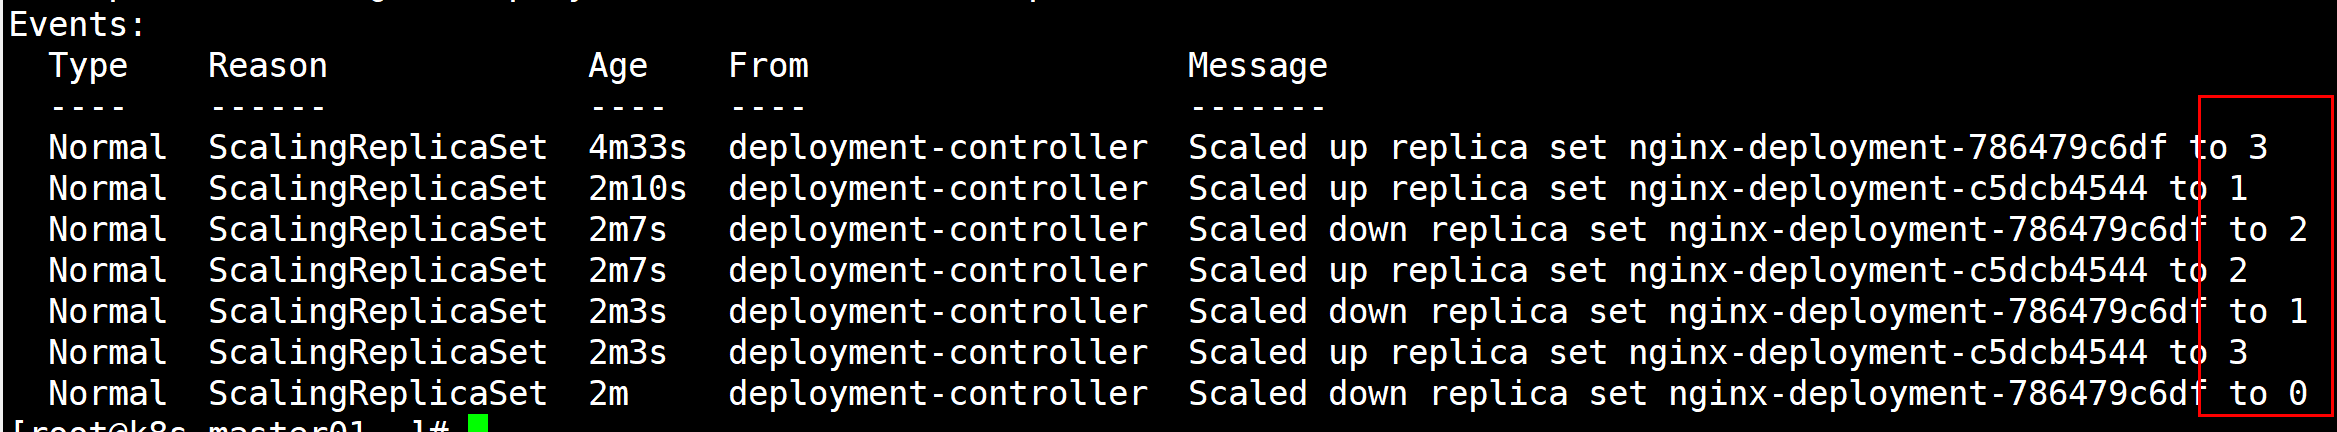 Events:
  Type    Reason             Age    From                   Message
  ----    ------             ----   ----                   -------
  Normal  ScalingReplicaSet  4m33s  deployment-controller  Scaled up replica set nginx-deployment-786479c6df to 3
  Normal  ScalingReplicaSet  2m10s  deployment-controller  Scaled up replica set nginx-deployment-c5dcb4544 to 1
  Normal  ScalingReplicaSet  2m7s   deployment-controller  Scaled down replica set nginx-deployment-786479c6df to 2
  Normal  ScalingReplicaSet  2m7s   deployment-controller  Scaled up replica set nginx-deployment-c5dcb4544 to 2
  Normal  ScalingReplicaSet  2m3s   deployment-controller  Scaled down replica set nginx-deployment-786479c6df to 1
  Normal  ScalingReplicaSet  2m3s   deployment-controller  Scaled up replica set nginx-deployment-c5dcb4544 to 3
  Normal  ScalingReplicaSet  2m     deployment-controller  Scaled down replica set nginx-deployment-786479c6df to 0
[root@k8s-master01 ~]#